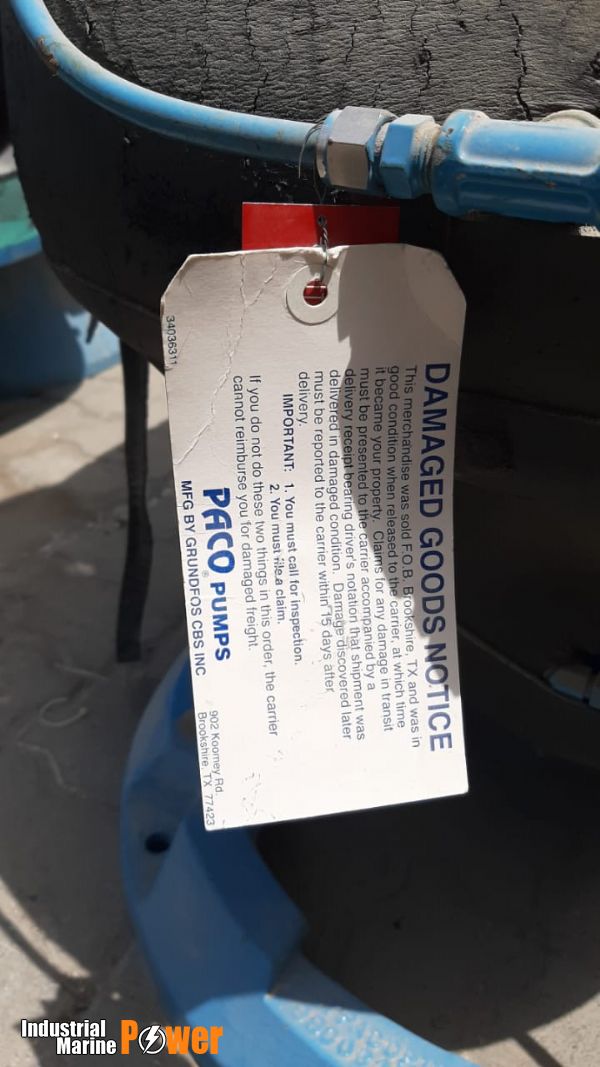 DAMAGED GOODS NOTICE
This merchandise was sold F.O.B. Brookshire, TX and was in
good condition when released to the carrier, at which time
it became your property. Claims for any damage in transit
must be presented to the carrier accompanied by a
delivery receipt bearing driver's notation that shipment was
delivered in damaged condition. Damage discovered later
must be reported to the carrier within 15 days after
delivery.
IMPORTANT: 1. You must call for inspection.
2. You must file a claim.
If you do not do these two things in this order, the carrier
cannot reimburse you for damaged freight.
PACO® PUMPS
MFG BY GRUNDFOS CBS INC
902 Koomey Rd.
Brookshire, TX 77423
34036311
Industrial
Marine Power